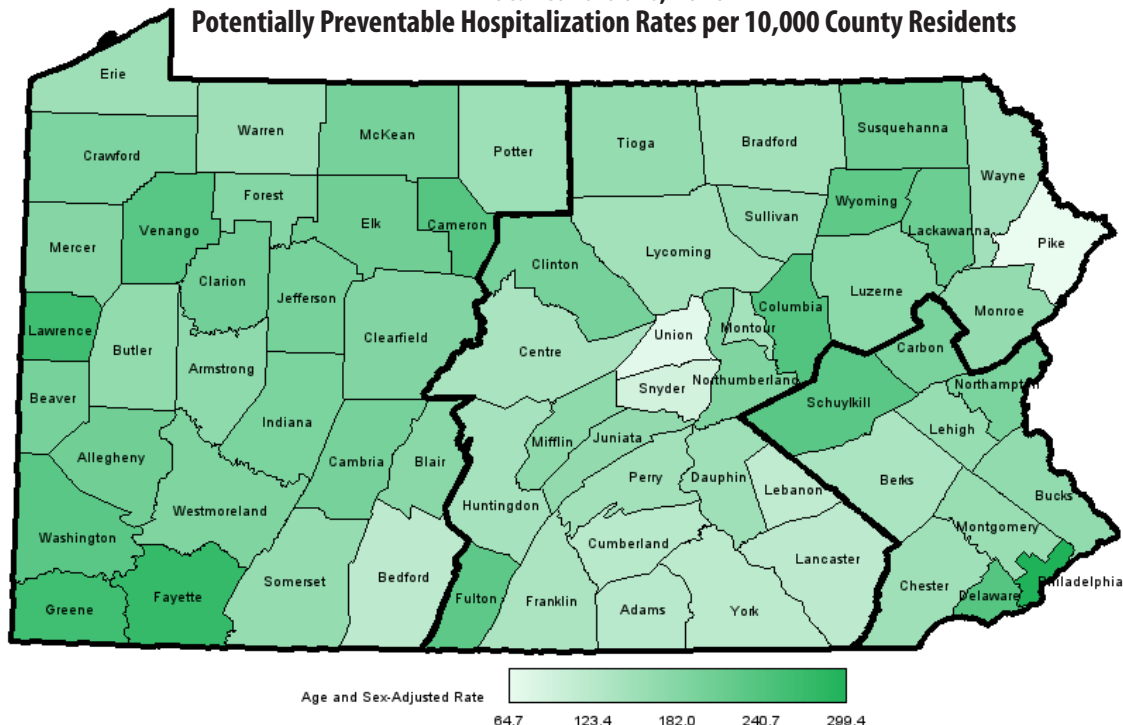 Potentially Preventable Hospitalization Rates per 10,000 County Residents
Erie
Warren
McKean
Potter
Tioga
Bradford
Susquehanna
Crawford
Wayne
Forest
Venango
Elk
Cameron
Sullivan
Wyoming
Lackawanna
Mercer
Lycoming
Pike
Clarion
Clinton
Jefferson
Luzerne
Columbia
Monroe
Lawrence
Montour
Union
Clearfield
Butler
Centre
Carbon
Armstrong
Northumberland
Snyder
Northampton
Beaver
Schuylkill
Indiana
Lehigh
Mifflin
Juniata
Allegheny
Cambria
Blair
Perry
Dauphin
Berks
Lebanon
Bucks
Huntingdon
Westmoreland
Montgomery
Washington
Cumberland
Lancaster
Somerset
Bedford
Philadelphia
Chester
Delaware
Fayette
Fulton
Franklin
Greene
Adams
York
Age and Sex-Adjusted Rate
64.7 123.4 182.0 240.7 299.4